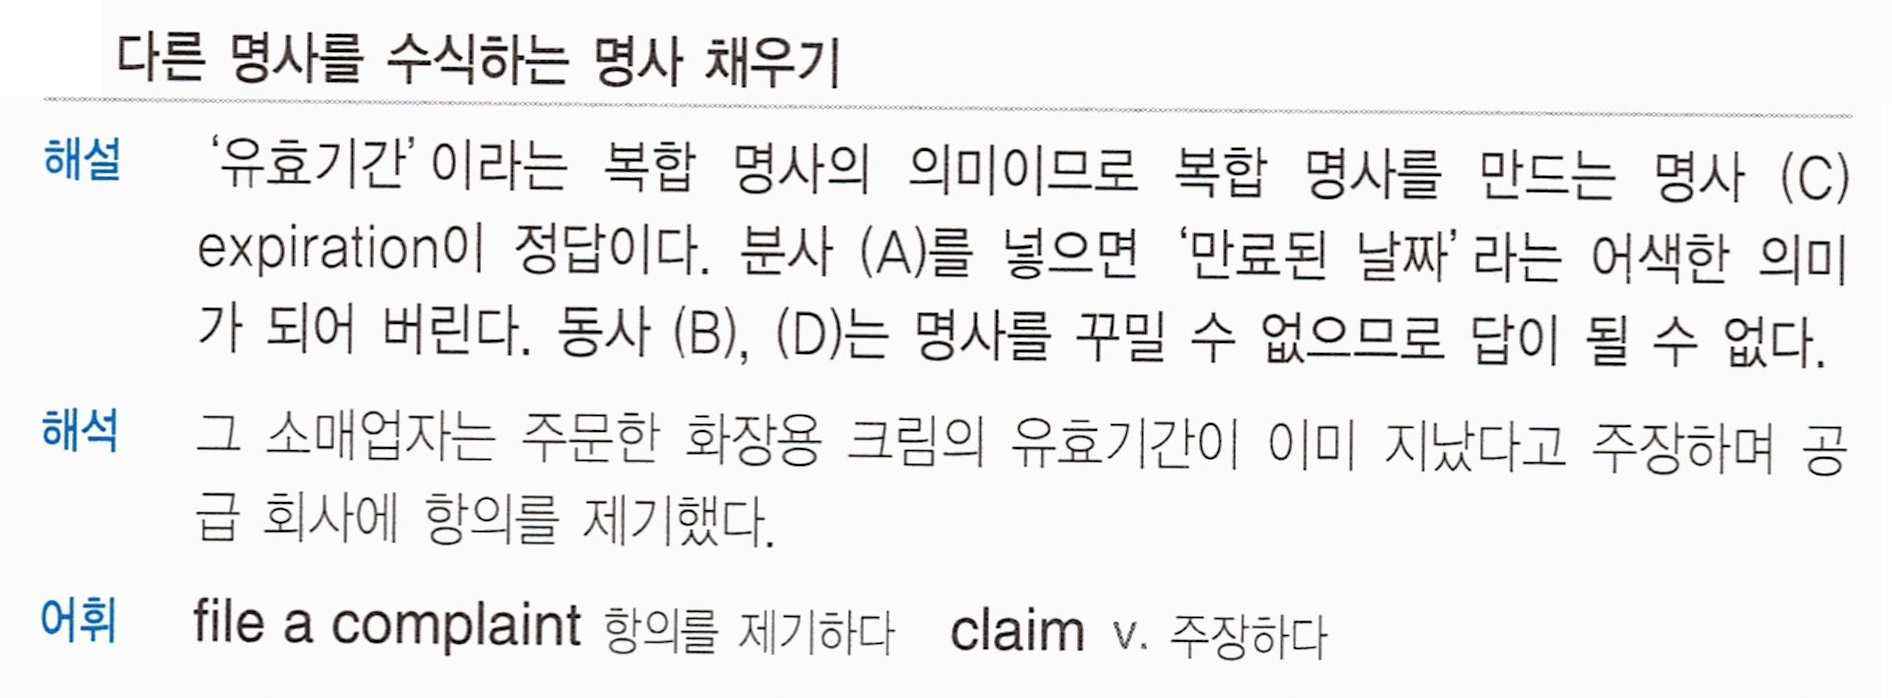 다른 명사를 수식하는 명사 채우기
해설 ‘유효기간’이라는 복합 명사의 의미이므로 복합 명사를 만드는 명사 (C)
expiration이 정답이다. 분사 (A)를 넣으면 ‘만료된 날짜’라는 어색한 의미
가 되어 버린다. 동사 (B), (D)는 명사를 꾸밀 수 없으므로 답이 될 수 없다.
해석 그 소매업자는 주문한 화장용 크림의 유효기간이 이미 지났다고 주장하며 공
급 회사에 항의를 제기했다.
어휘 file a complaint 항의를 제기하다 claim v. 주장하다